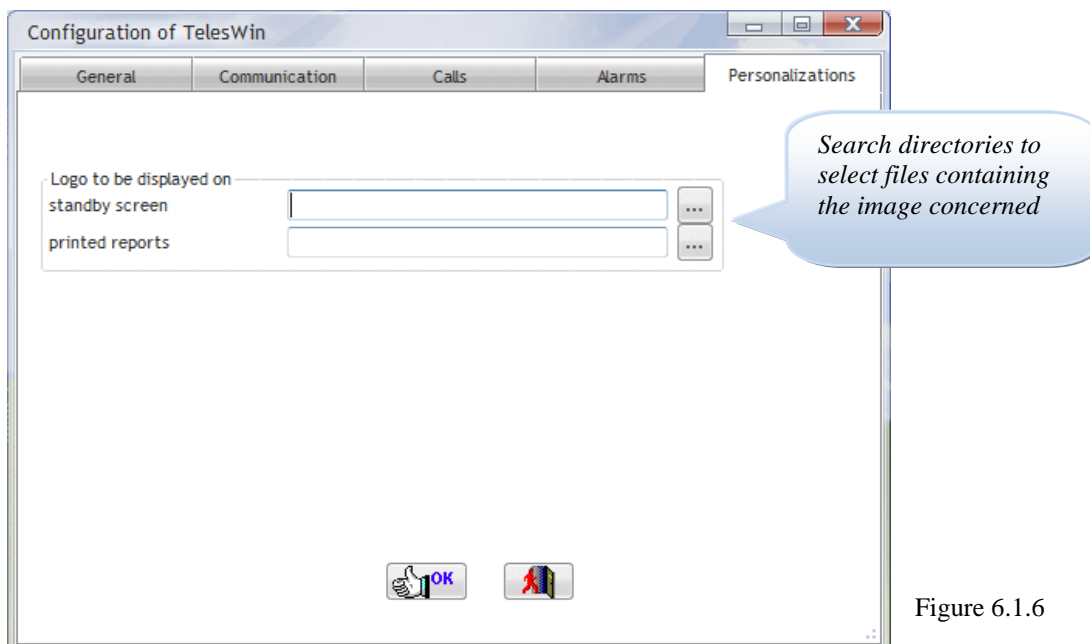 Configuration of TelesWin
General Communication Calls Alarms Personalizations
Search directories to
select files containing
the image concerned
Logo to be displayed on
standby screen ...
printed reports ...
OK
Figure 6.1.6